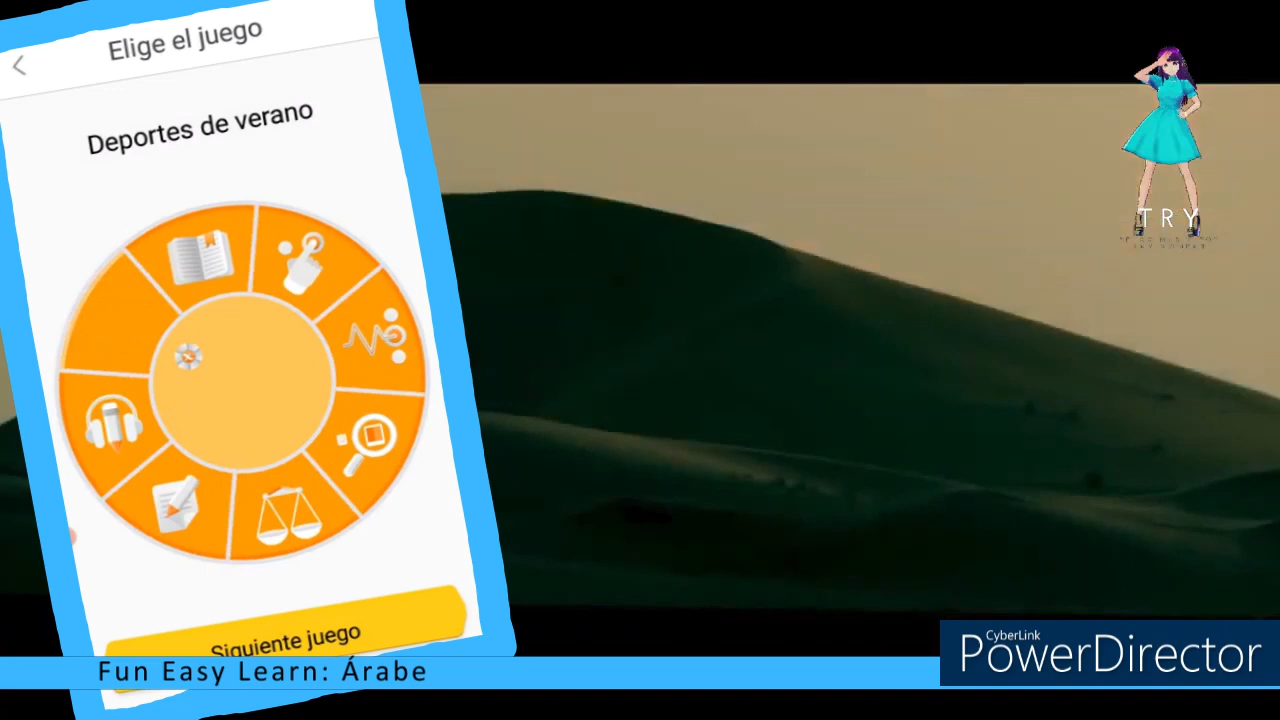 Elige el juego
Deportes de verano
Siguiente juego
Fun Easy Learn: Árabe
TRY
CyberLink
PowerDirector